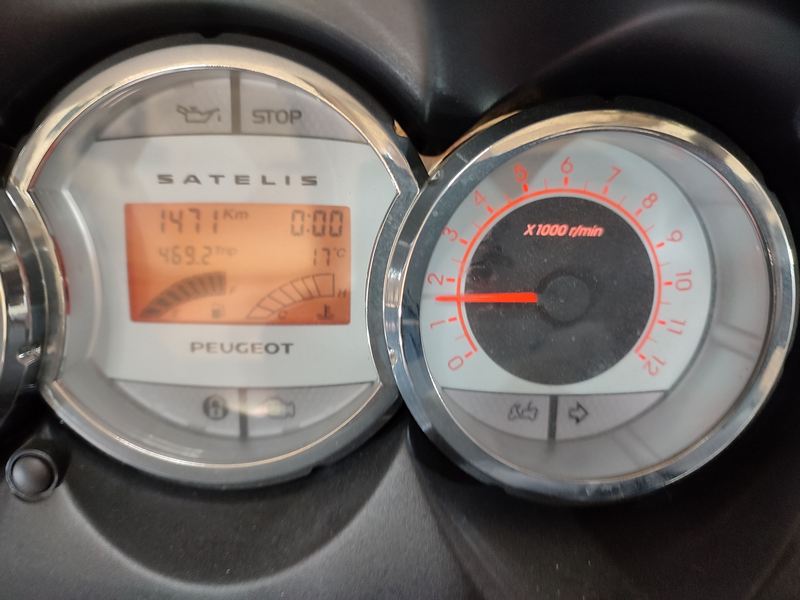 STOP
SATELIS
1471 Km 0:00
469.2 Trip 17°C
F
C H
PEUGEOT
X1000 r/min
0 1 2 3 4 5 6 7 8 9 10 11 12